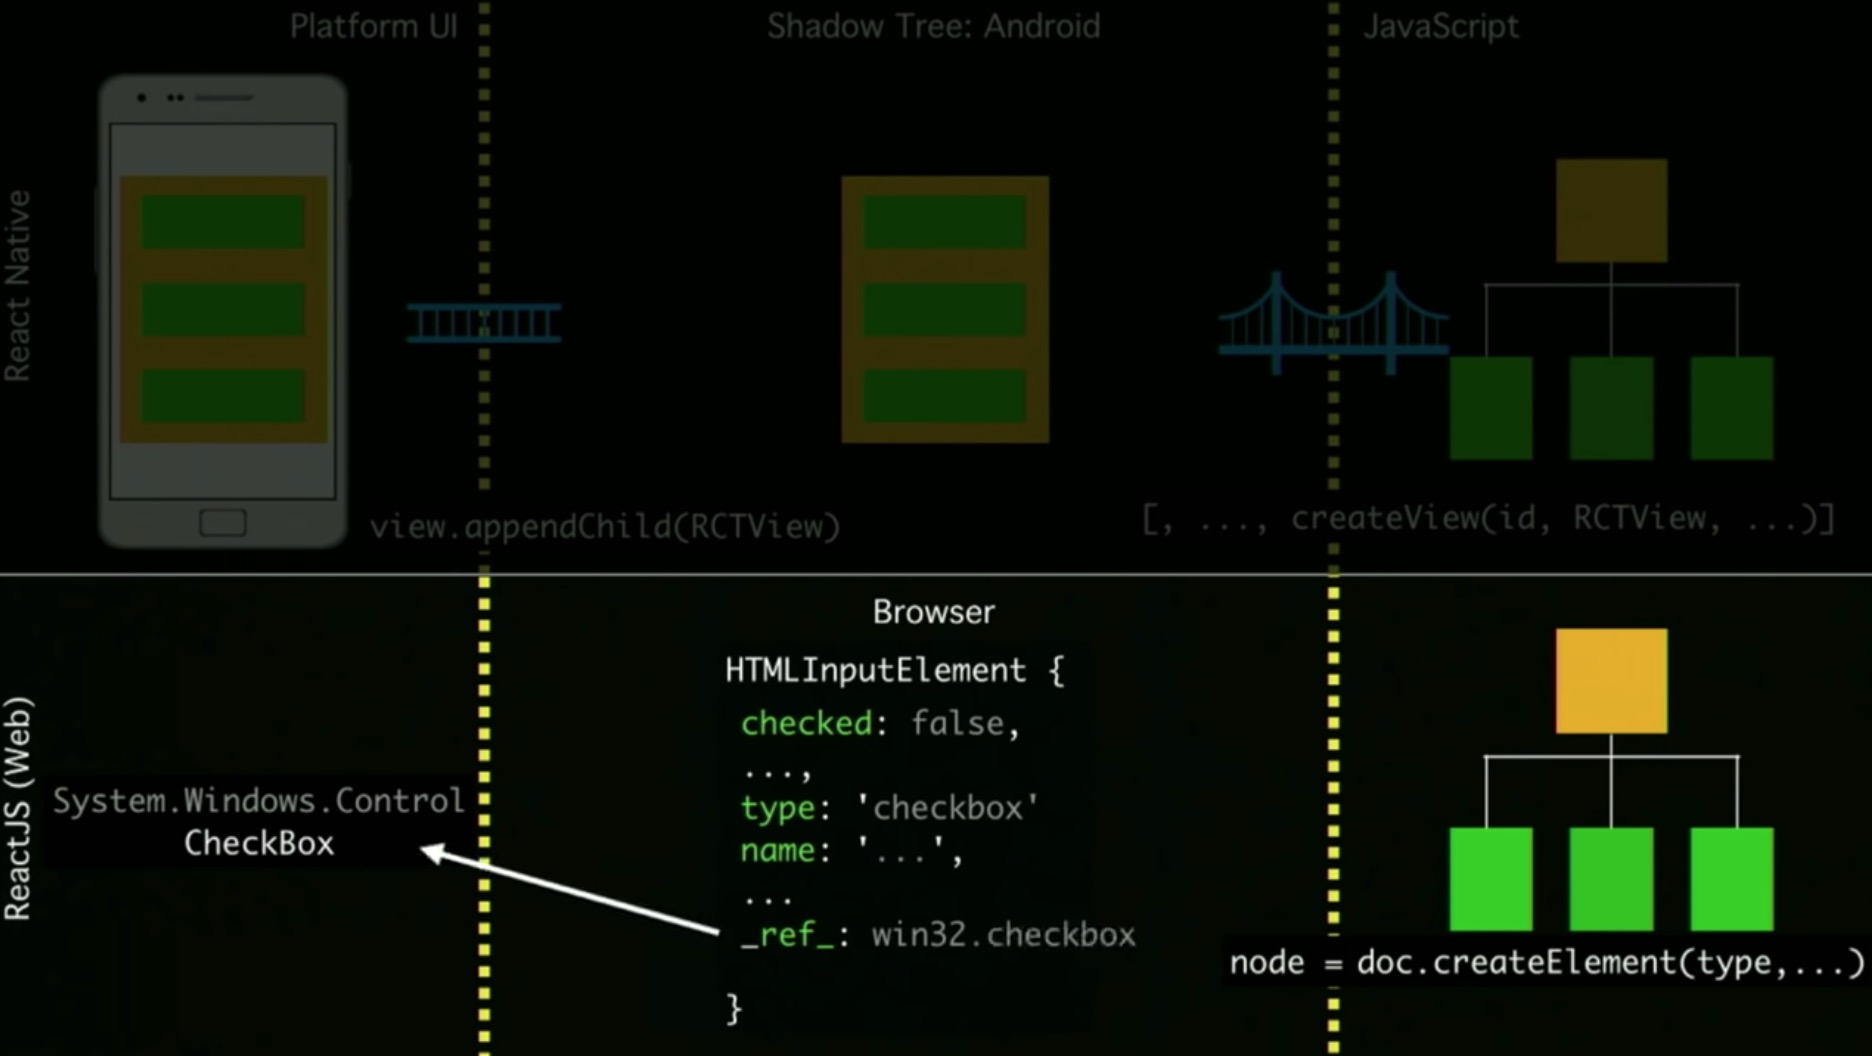 Platform UI
Shadow Tree: Android
JavaScript
React Native
view.appendChild(RCTView)
[, ..., createView(id, RCTView, ...)]
ReactJS (Web)
Browser
HTMLInputElement {
checked: false,
...,
type: 'checkbox'
name: '...',
...
_ref_: win32.checkbox
}
System.Windows.Control
CheckBox
node = doc.createElement(type,...)